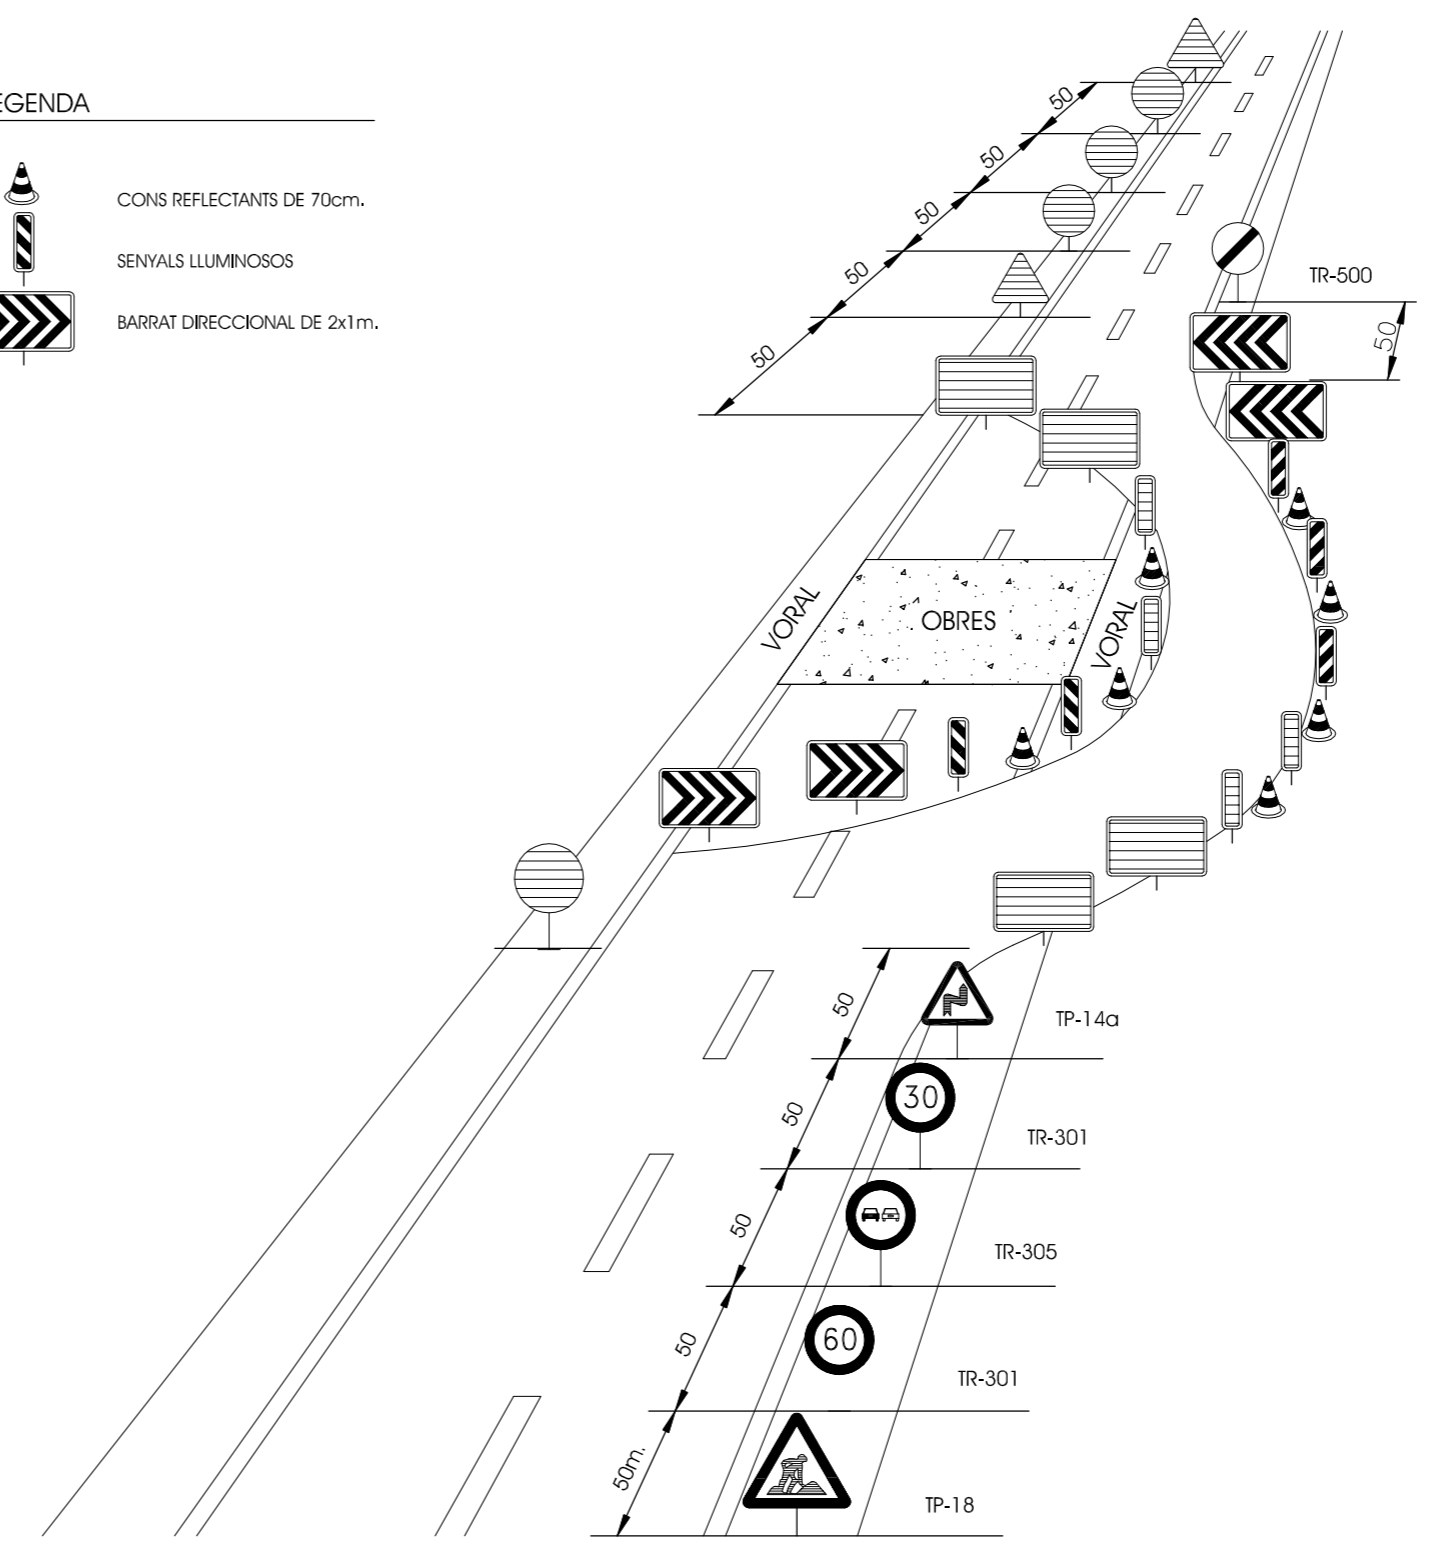 EGENDA
CONS REFLECTANTS DE 70cm.
SENYALS LLUMINOSOS
BARRAT DIRECCIONAL DE 2x1m.
50
50
50
50
50
TR-500
50
VORAL
OBRES
VORAL
50
TP-14a
30
50
TR-301
50
TR-305
60
50
TR-301
50m.
TP-18